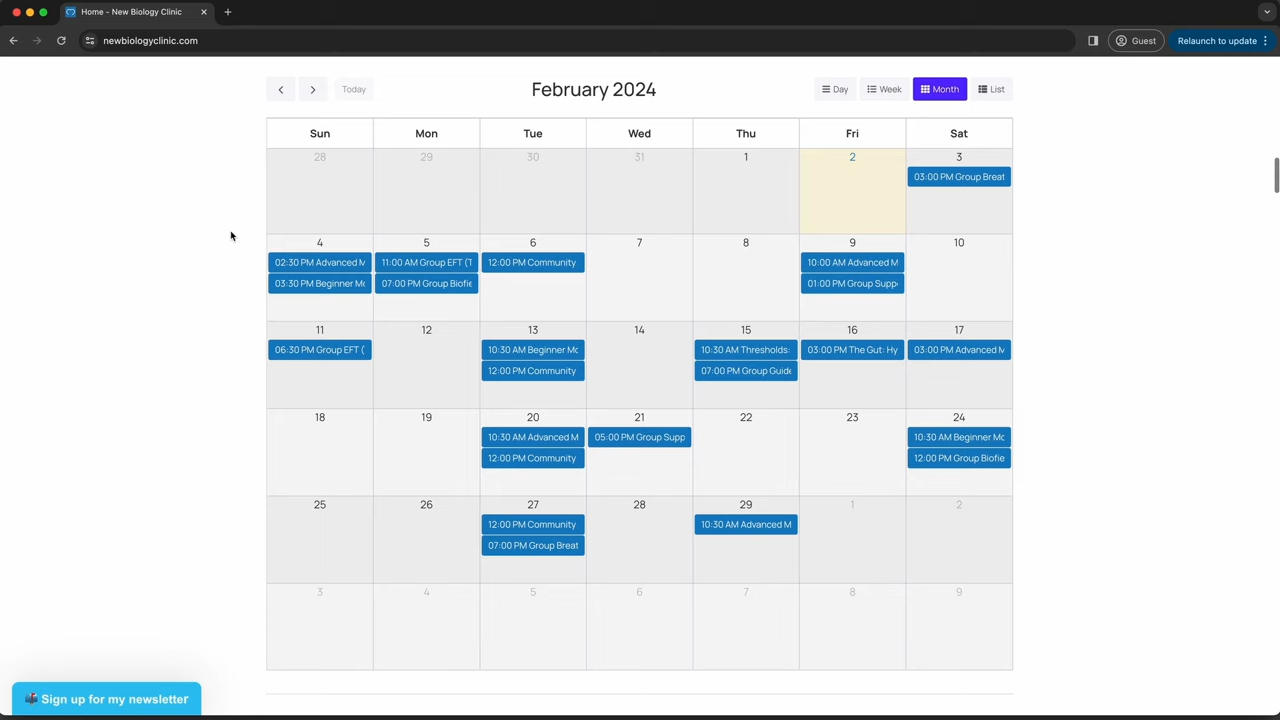 Home - New Biology Clinic
newbiologyclinic.com
Guest
Relaunch to update
Today
February 2024
Day
Week
Month
List
Sun Mon Tue Wed Thu Fri Sat
28 29 30 31 1 2 3
03:00 PM Group Breat
4 5 6 7 8 9 10
02:30 PM Advanced M 11:00 AM Group EFT (T 12:00 PM Community 10:00 AM Advanced M
03:30 PM Beginner Mo 07:00 PM Group Biofie 01:00 PM Group Supp
11 12 13 14 15 16 17
06:30 PM Group EFT ( 10:30 AM Beginner Mo 10:30 AM Thresholds: 03:00 PM The Gut: Hy 03:00 PM Advanced M
12:00 PM Community 07:00 PM Group Guide
18 19 20 21 22 23 24
10:30 AM Advanced M 05:00 PM Group Supp 10:30 AM Beginner Mo
12:00 PM Community 12:00 PM Group Biofie
25 26 27 28 29 1 2
12:00 PM Community 10:30 AM Advanced M
07:00 PM Group Breat
3 4 5 6 7 8 9
Sign up for my newsletter